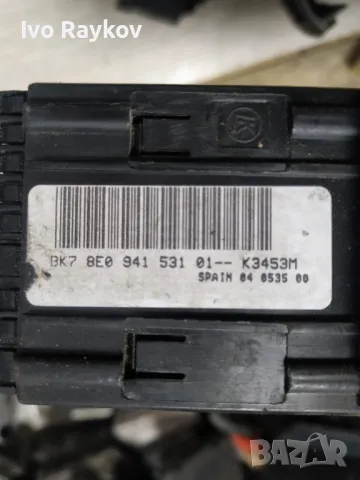 Ivo Raykov
BK7 8E0 941 531 01-- K3453M
SPAIN 04 0535 00
BAZAR